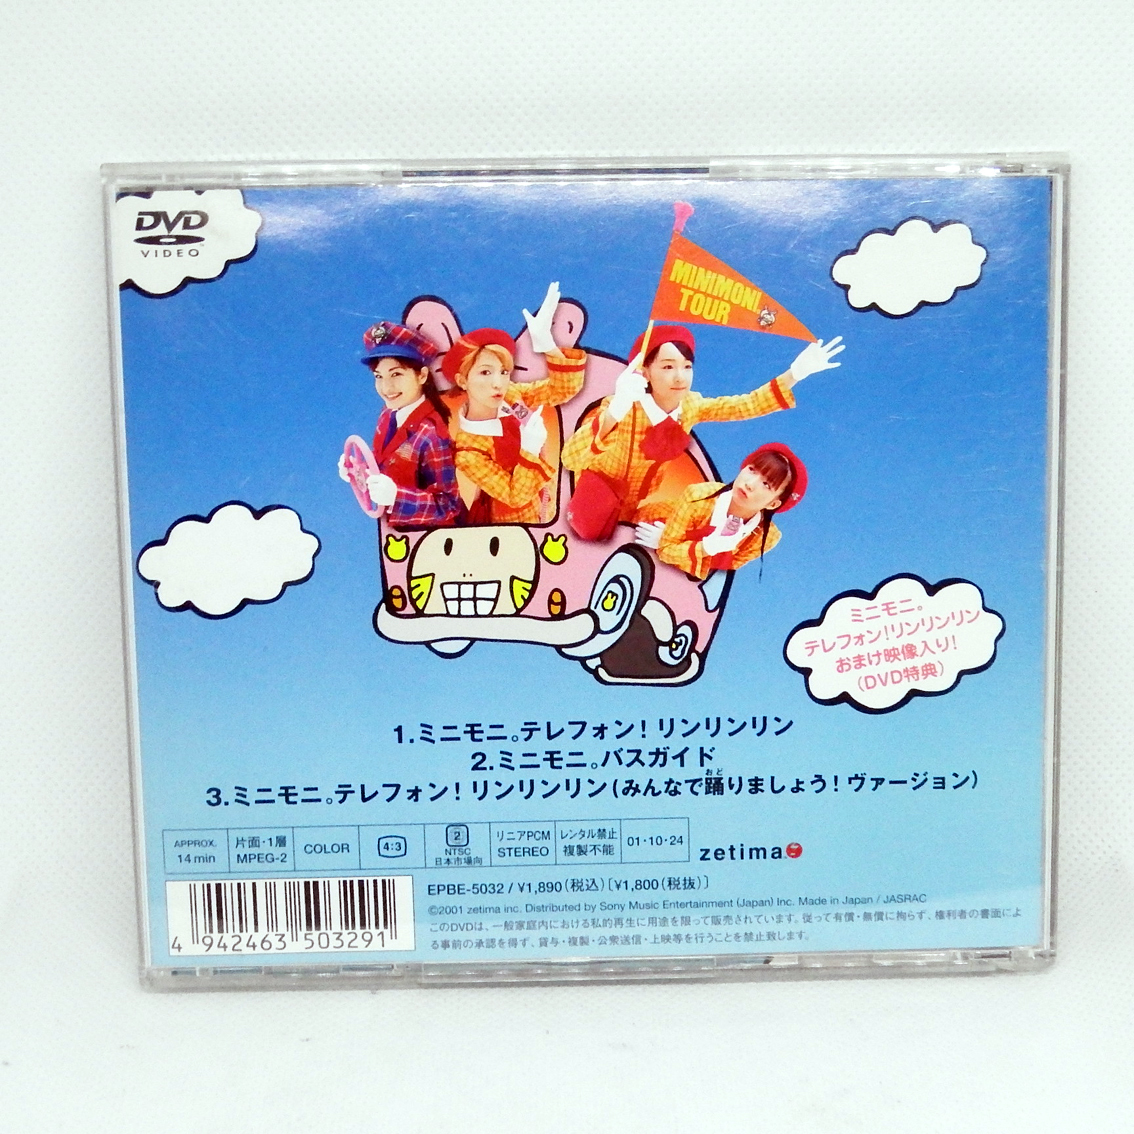 DVD
VIDEO™
MINIMONI。
TOUR
ミニモニ。
テレフォン!リンリンリン
おまけ映像入り!
(DVD特典)
1.ミニモニ。テレフォン! リンリンリン
2.ミニモニ。バスガイド
3.ミニモニ。テレフォン! リンリンリン(みんなで踊りましょう! ヴァージョン)
おど
APPROX.
14min
片面・1層
MPEG-2
COLOR
4:3
2
NTSC
日本市場向
リニアPCM
STEREO
レンタル禁止
複製不能
01・10・24
zetima
EPBE-5032 / ¥1,890(税込)〔¥1,800(税抜)〕
©2001 zetima inc. Distributed by Sony Music Entertainment (Japan) Inc. Made in Japan / JASRAC
このDVDは、一般家庭内における私的再生に用途を限って販売されています。従って有償・無償に拘らず、権利者の書面によ
る事前の承認を得ず、貸与・複製・公衆送信・上映等を行うことを禁止致します。
4 942463 503291